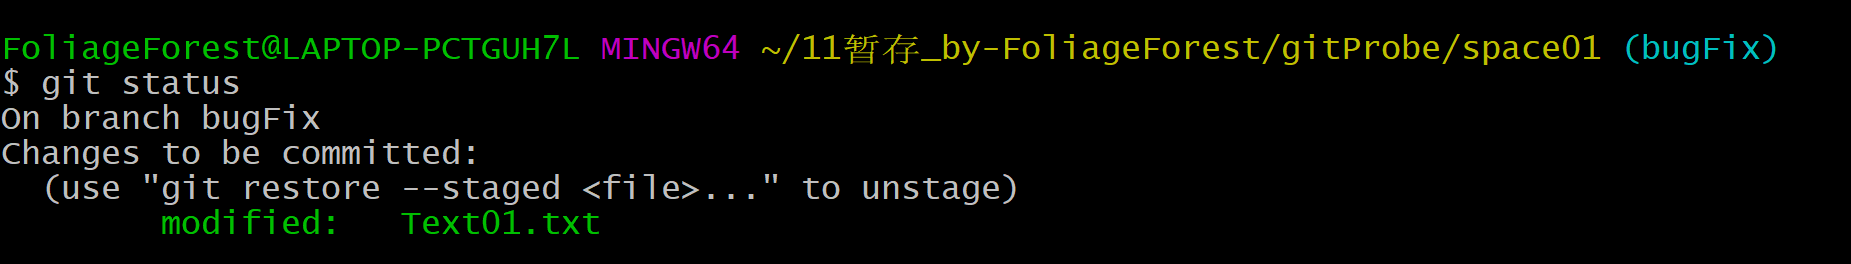 FoliageForest@LAPTOP-PCTGUH7L MINGW64 ~/11暂存_by-FoliageForest/gitProbe/space01 (bugFix)
$ git status
On branch bugFix
Changes to be committed:
  (use "git restore --staged <file>..." to unstage)
        modified:   Text01.txt